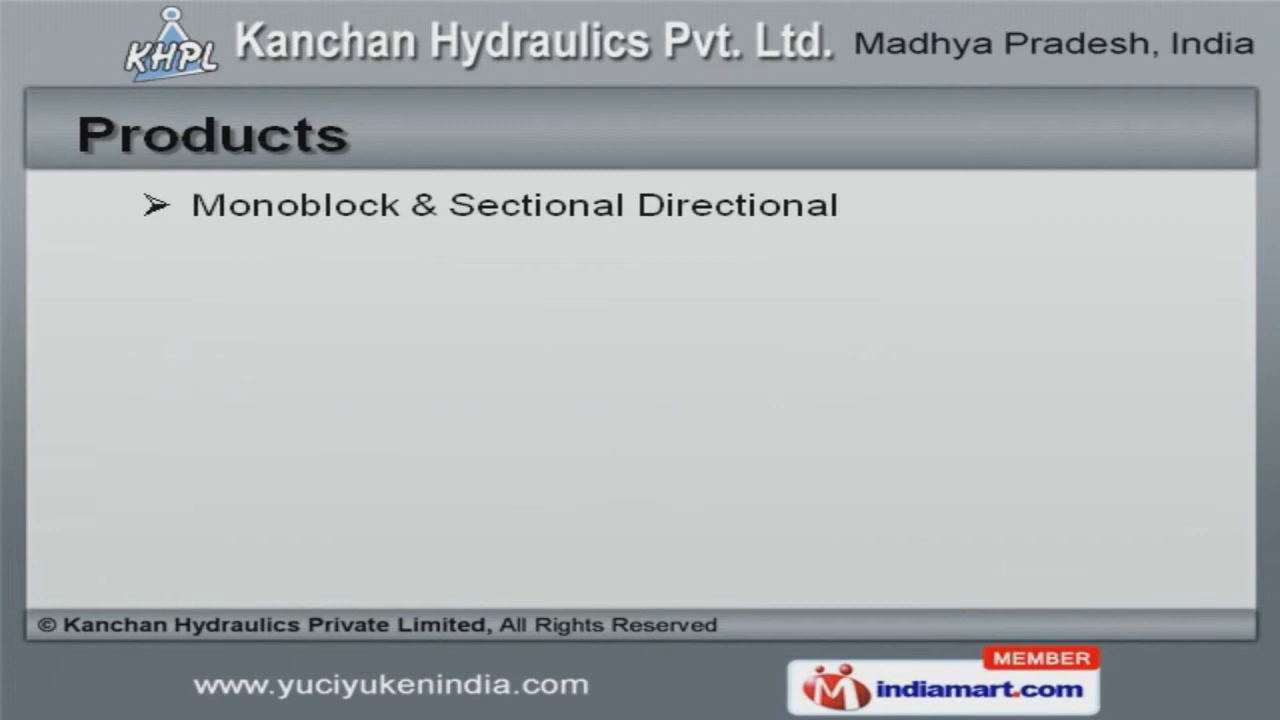 KHPL Kanchan Hydraulics Pvt. Ltd. Madhya Pradesh, India
Products
➢ Monoblock & Sectional Directional
© Kanchan Hydraulics Private Limited, All Rights Reserved
MEMBER
www.yuciyukenindia.com indiamart.com